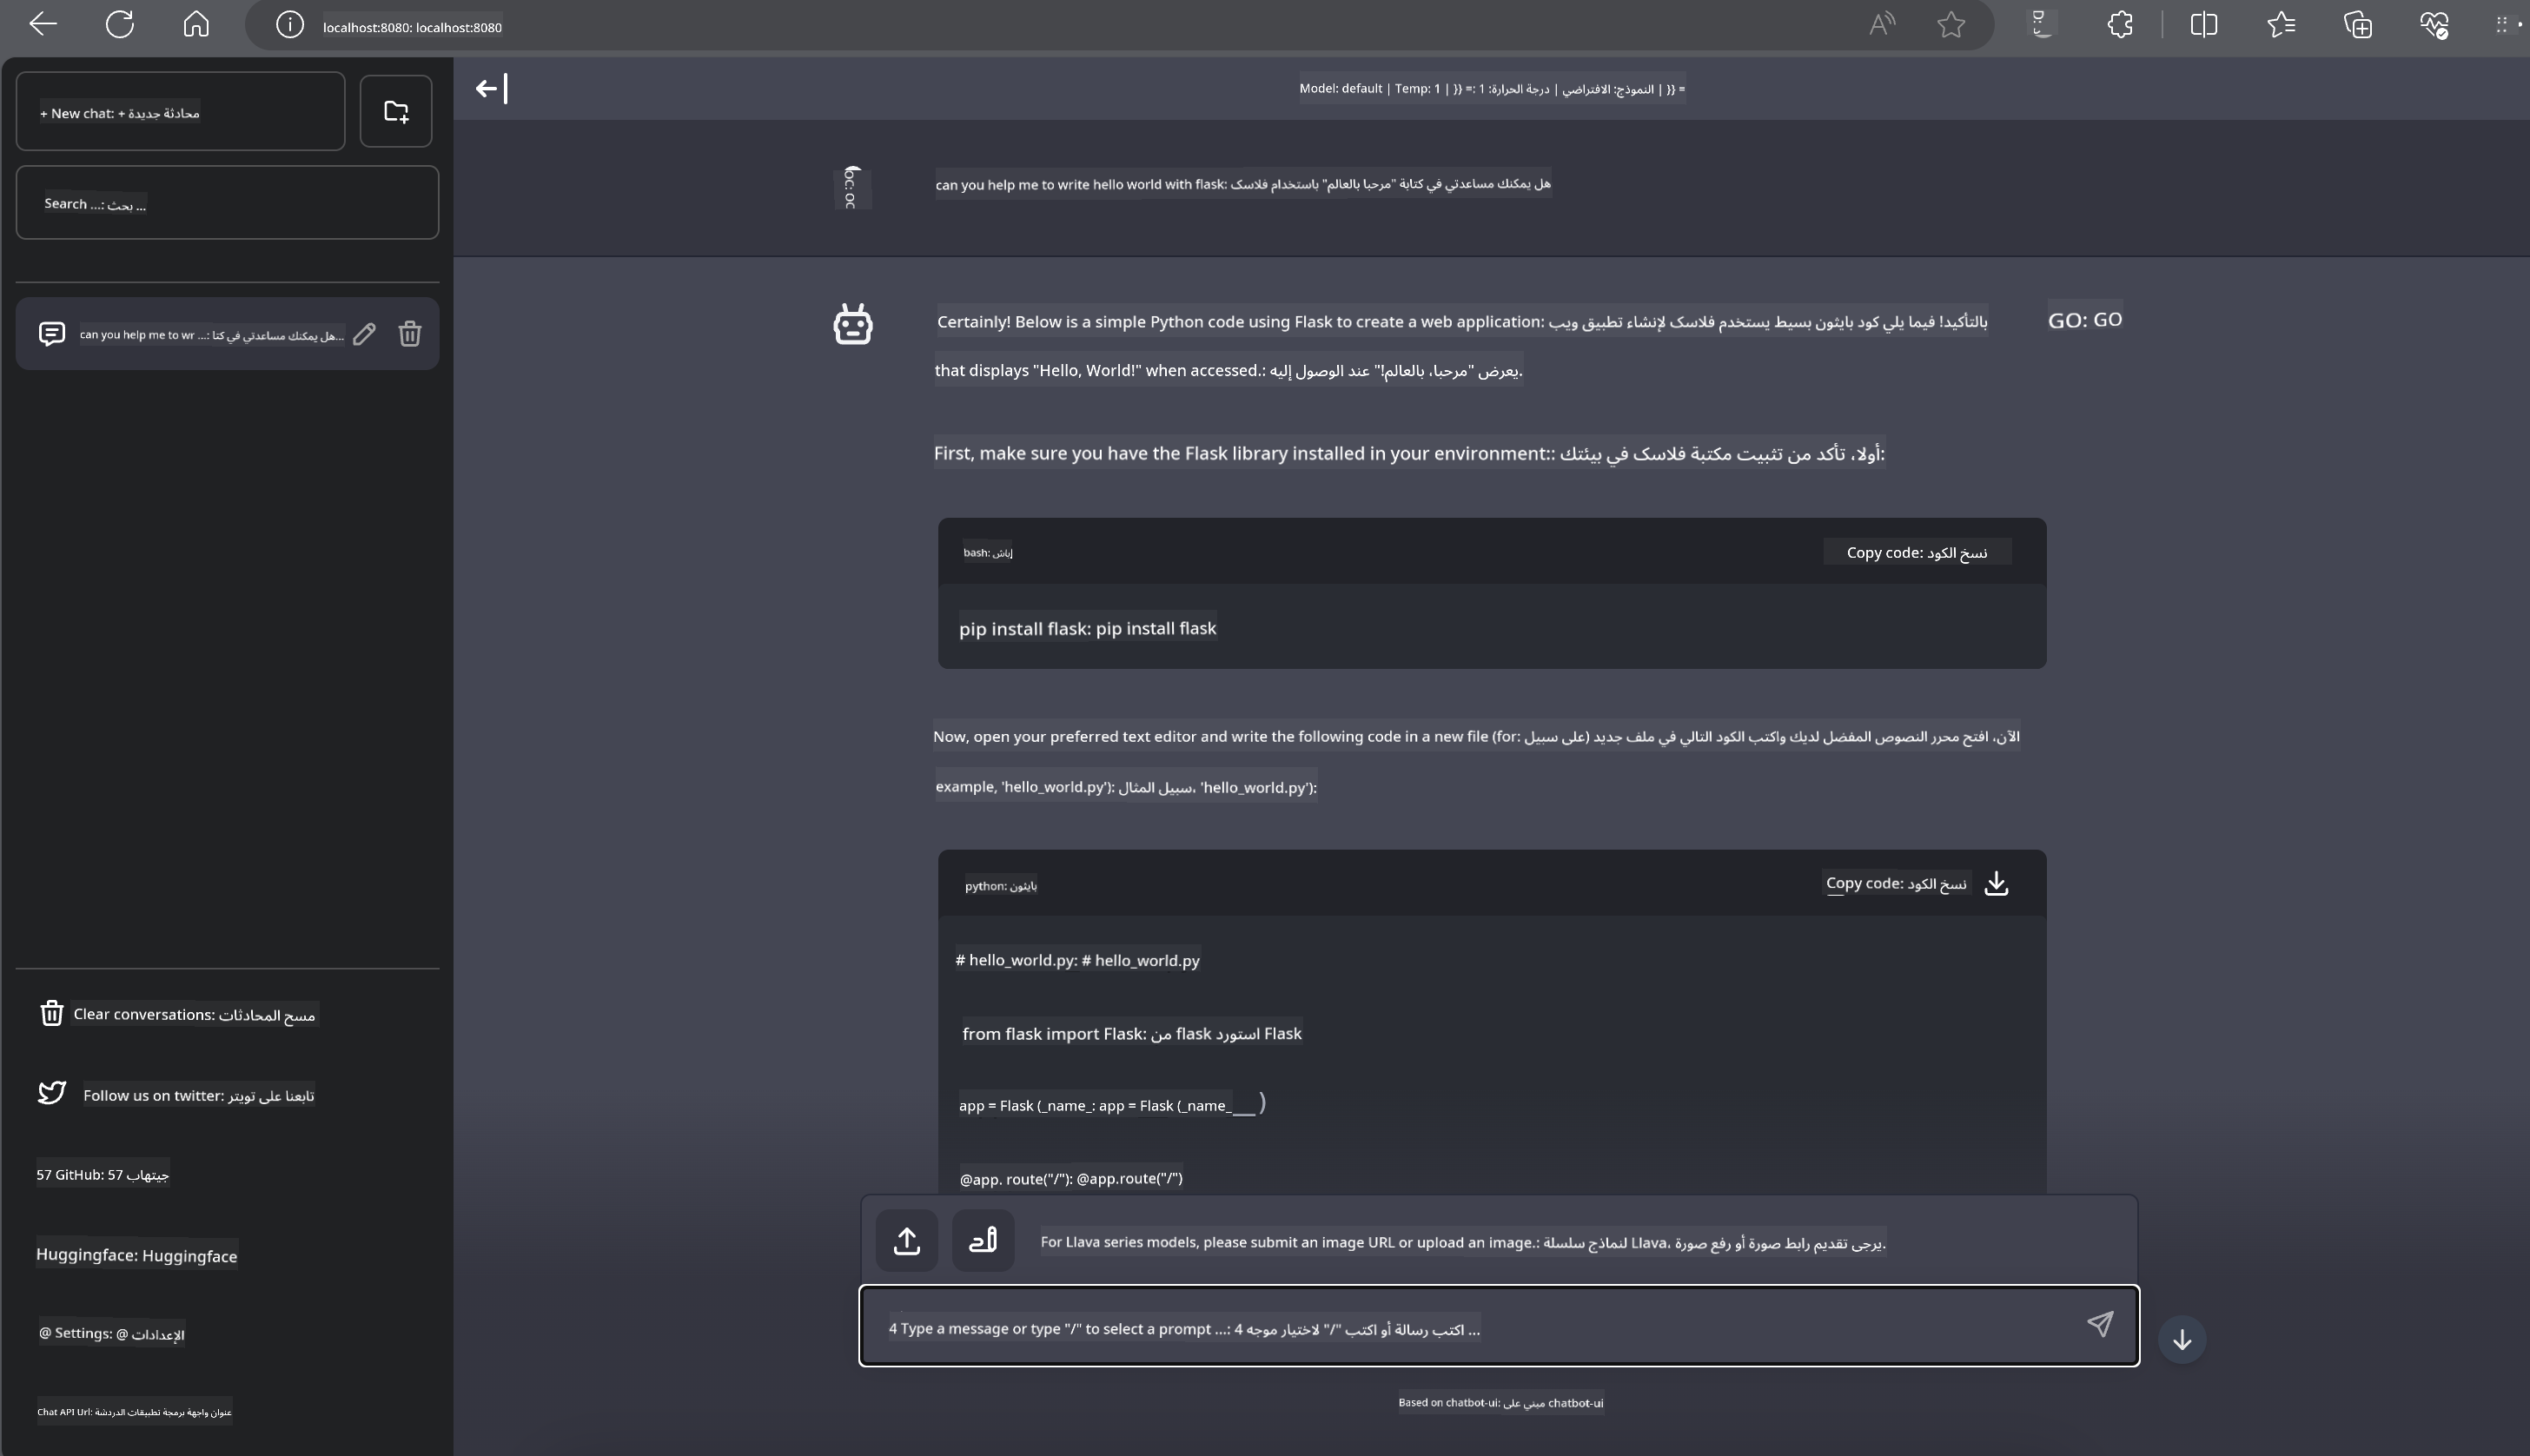 localhost:8080: localhost:8080
+ New chat: + محادثة جديدة
Search ...: بحث ...
can you help me to wr ...: هل يمكنك مساعدتي في كتا...
Clear conversations: مسح المحادثات
Follow us on twitter: تابعنا على تويتر
57 GitHub: 57 جيتهاب
Huggingface: Huggingface
@ Settings: @ الإعدادات
Chat API Url: عنوان واجهة برمجة تطبيقات الدردشة
Model: default | Temp: 1 | }} =: النموذج: الافتراضي | درجة الحرارة: 1 | }} =
can you help me to write hello world with flask: هل يمكنك مساعدتي في كتابة "مرحبا بالعالم" باستخدام فلاسك
Certainly! Below is a simple Python code using Flask to create a web application: بالتأكيد! فيما يلي كود بايثون بسيط يستخدم فلاسك لإنشاء تطبيق ويب
GO: GO
that displays "Hello, World!" when accessed.: يعرض "مرحبا، بالعالم!" عند الوصول إليه.
First, make sure you have the Flask library installed in your environment:: أولا، تأكد من تثبيت مكتبة فلاسك في بيئتك:
bash: إباش
Copy code: نسخ الكود
pip install flask: pip install flask
Now, open your preferred text editor and write the following code in a new file (for: الآن، افتح محرر النصوص المفضل لديك واكتب الكود التالي في ملف جديد (على سبيل
example, 'hello_world.py'): سبيل المثال، 'hello_world.py'):
python: بايثون
Copy code: نسخ الكود
# hello_world.py: # hello_world.py
from flask import Flask: من flask استورد Flask
app = Flask (_name_: app = Flask (_name___)
@app. route("/"): @app.route("/")
For Llava series models, please submit an image URL or upload an image.: لنماذج سلسلة Llava، يرجى تقديم رابط صورة أو رفع صورة.
4 Type a message or type "/" to select a prompt ...: 4 اكتب رسالة أو اكتب "/" لاختيار موجه ...
Based on chatbot-ui: مبني على chatbot-ui